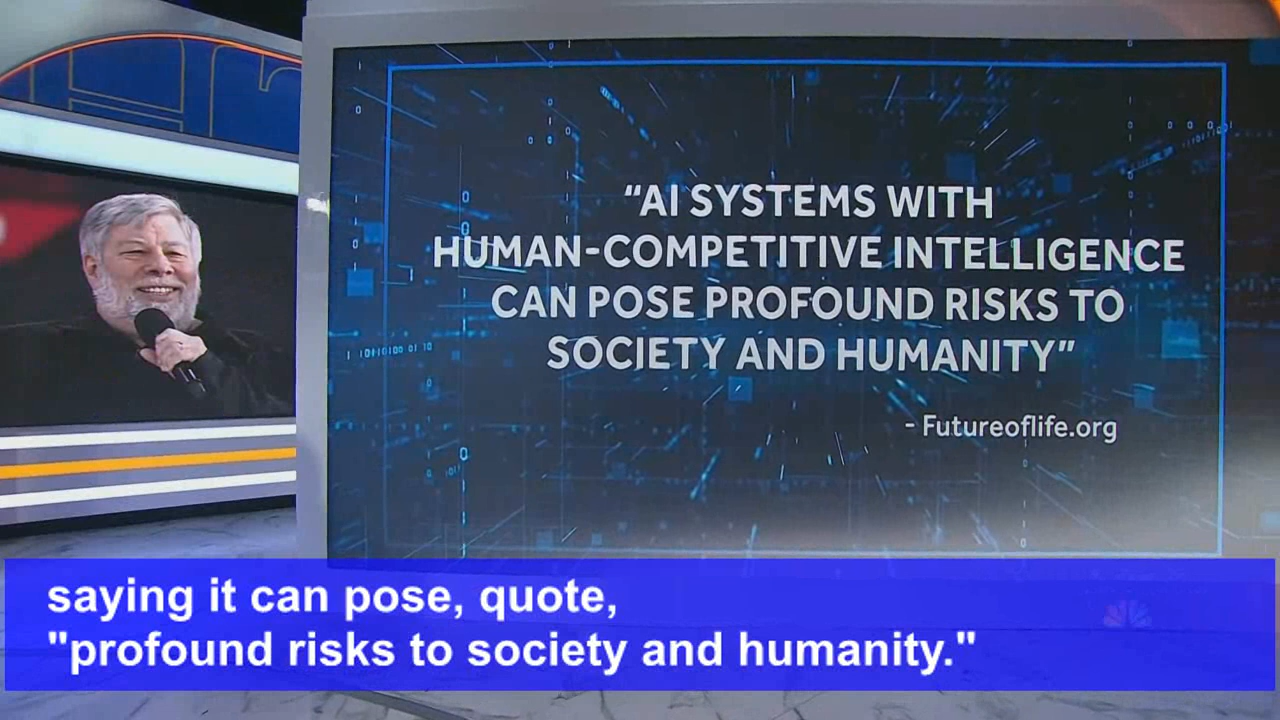 “AI SYSTEMS WITH
HUMAN-COMPETITIVE INTELLIGENCE
CAN POSE PROFOUND RISKS TO
SOCIETY AND HUMANITY”
- Futureoflife.org
saying it can pose, quote,
"profound risks to society and humanity."